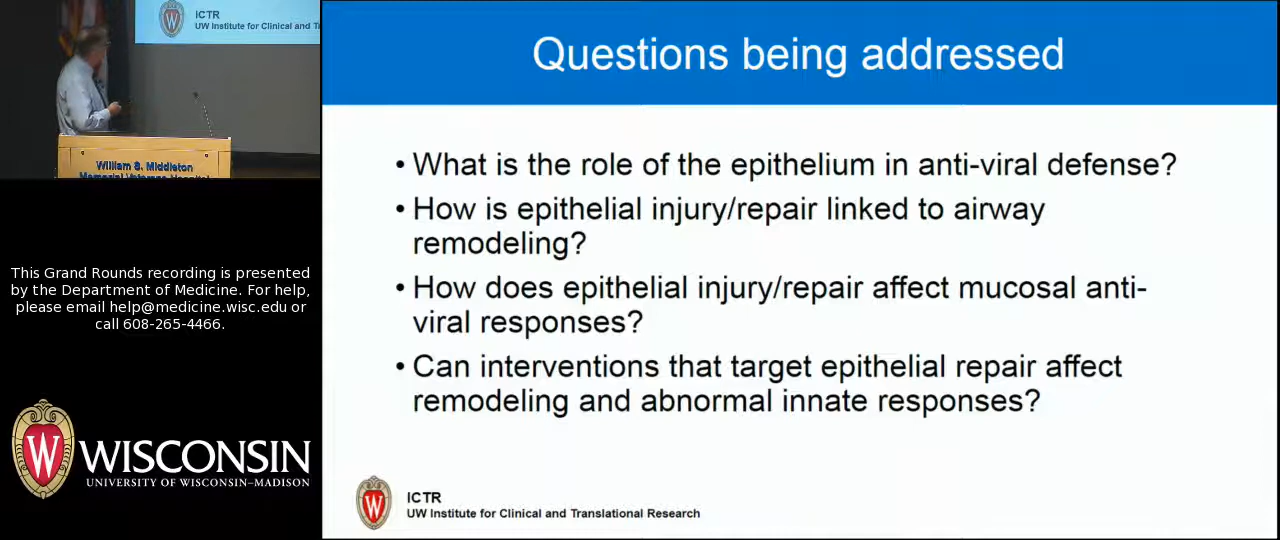 ICTR
UW Institute for Clinical and
William S. Middleton
Memorial Veterans Hospital
This Grand Rounds recording is presented
by the Department of Medicine. For help,
please email help@medicine.wisc.edu or
call 608-265-4466.
W
WISCONSIN
UNIVERSITY OF WISCONSIN–MADISON
Questions being addressed
• What is the role of the epithelium in anti-viral defense?
• How is epithelial injury/repair linked to airway
remodeling?
• How does epithelial injury/repair affect mucosal anti-
viral responses?
• Can interventions that target epithelial repair affect
remodeling and abnormal innate responses?
W
ICTR
UW Institute for Clinical and Translational Research